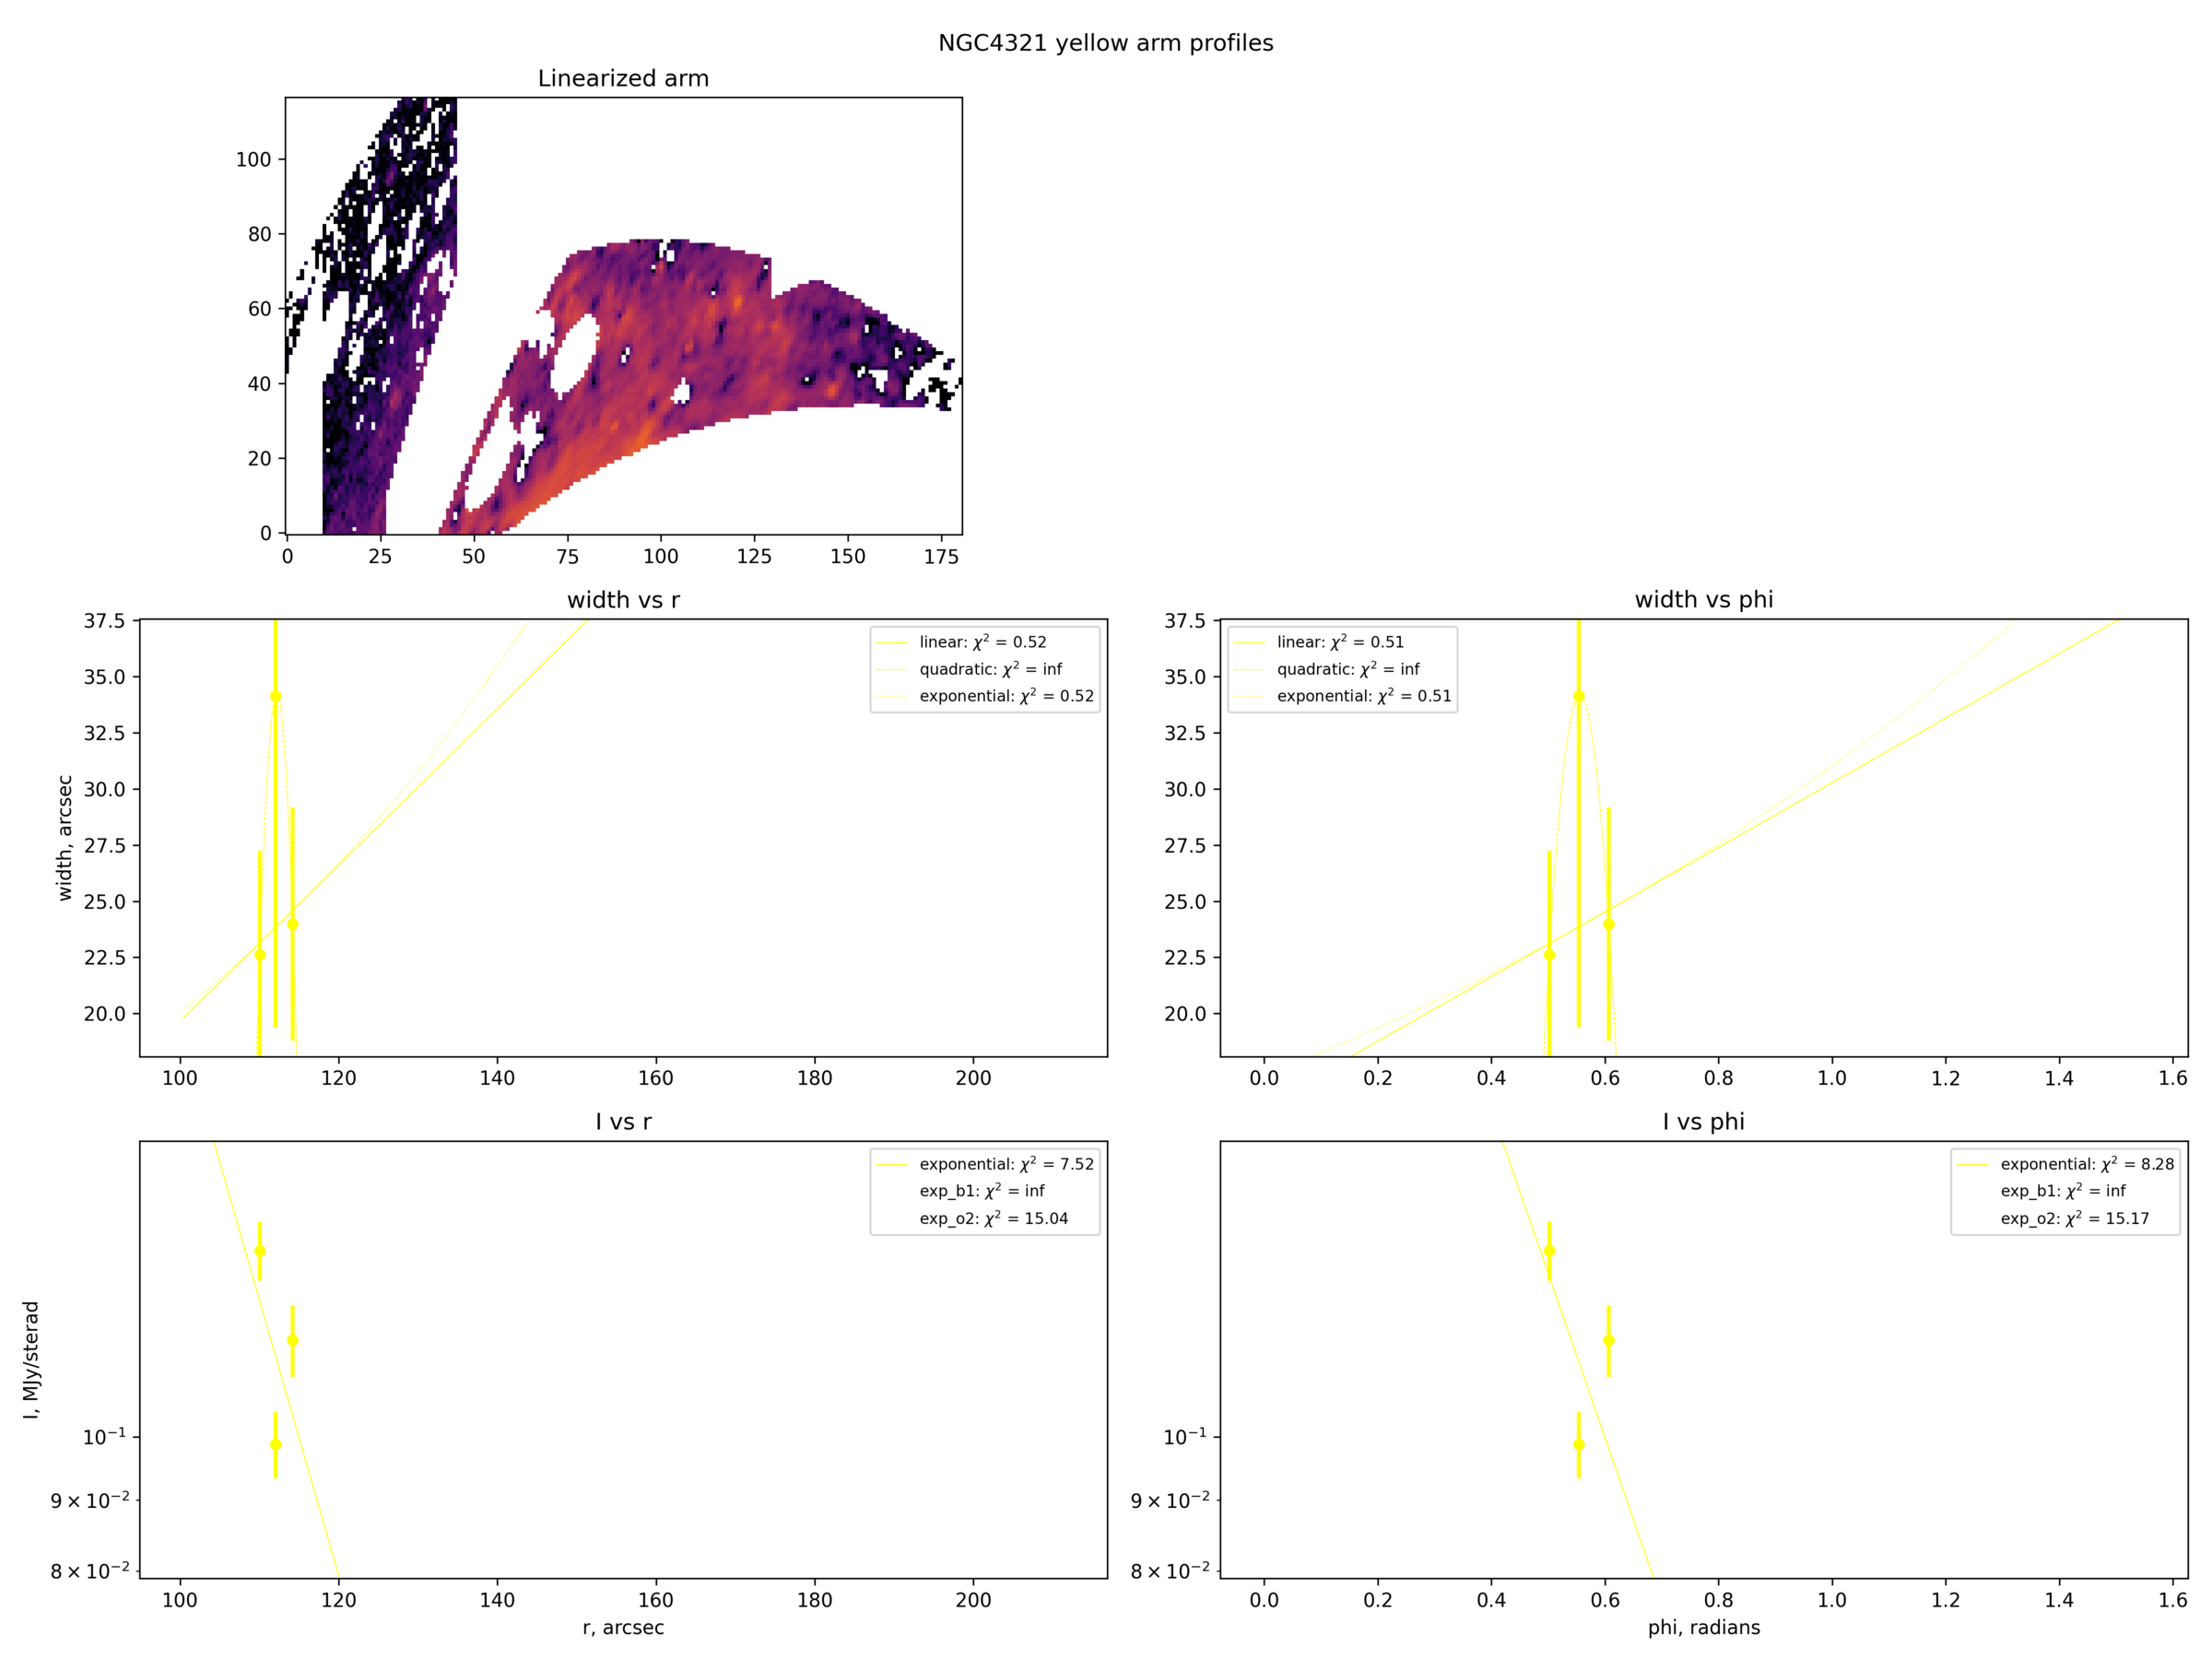 NGC4321 yellow arm profiles
Linearized arm
100
80
60
40
20
0
0 25 50 75 100 125 150 175
width vs r
37.5
35.0
32.5
30.0
27.5
25.0
22.5
20.0
width, arcsec
linear: χ² = 0.52
quadratic: χ² = inf
exponential: χ² = 0.52
100 120 140 160 180 200
width vs phi
37.5
35.0
32.5
30.0
27.5
25.0
22.5
20.0
linear: χ² = 0.51
quadratic: χ² = inf
exponential: χ² = 0.51
0.0 0.2 0.4 0.6 0.8 1.0 1.2 1.4 1.6
I vs r
exponential: χ² = 7.52
exp_b1: χ² = inf
exp_o2: χ² = 15.04
I, MJy/sterad
10⁻¹
9 × 10⁻²
8 × 10⁻²
100 120 140 160 180 200
r, arcsec
I vs phi
exponential: χ² = 8.28
exp_b1: χ² = inf
exp_o2: χ² = 15.17
10⁻¹
9 × 10⁻²
8 × 10⁻²
0.0 0.2 0.4 0.6 0.8 1.0 1.2 1.4 1.6
phi, radians